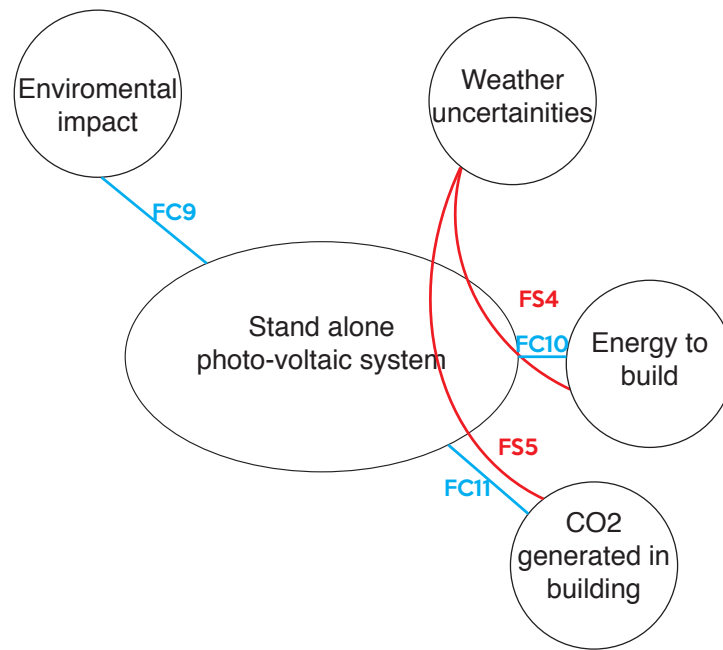 Enviromental
impact
Weather
uncertainities
FC9
Stand alone
photo-voltaic system
FS4
FC10
Energy to
build
FS5
FC11
CO2
generated in
building